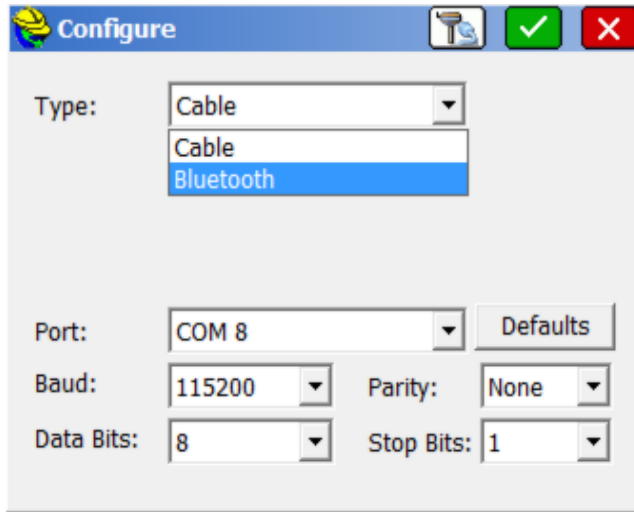 Configure
Type: Cable
Cable
Bluetooth
Port: COM 8 Defaults
Baud: 115200 Parity: None
Data Bits: 8 Stop Bits: 1